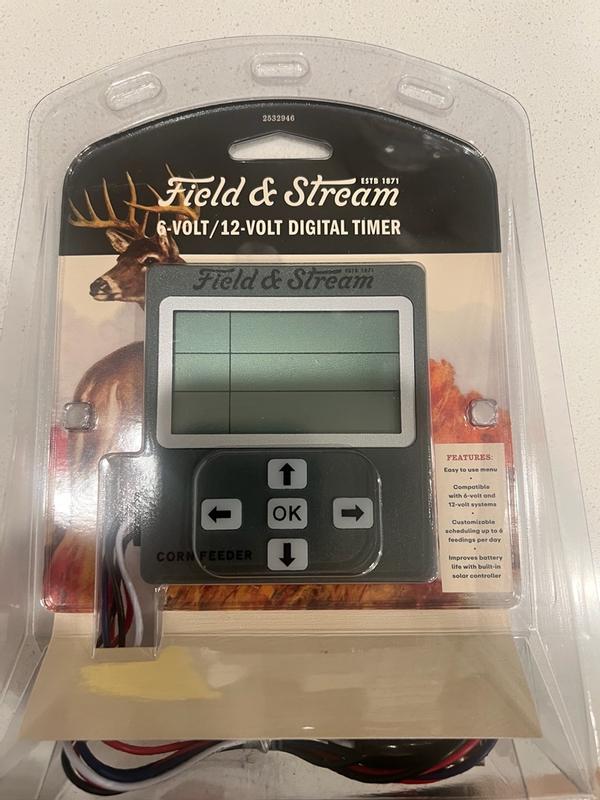 2532946
Field & Stream ESTD 1871
6-VOLT/12-VOLT DIGITAL TIMER
Field & Stream ESTD 1871
OK
CORN FEEDER
FEATURES:
Easy to use menu
•
Compatible
with 6-volt and
12-volt systems
•
Customizable
scheduling up to 6
feedings per day
•
Improves battery
life with built-in
solar controller